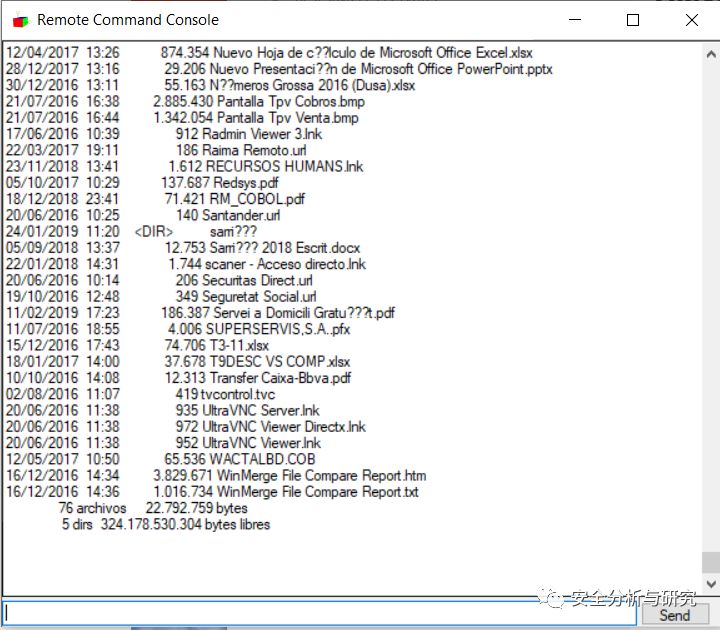 Remote Command Console
12/04/2017 13:26 874.354 Nuevo Hoja de c??lculo de Microsoft Office Excel.xlsx
28/12/2017 13:16 29.206 Nuevo Presentaci??n de Microsoft Office PowerPoint.pptx
30/12/2016 13:11 55.163 N??meros Grossa 2016 (Dusa).xlsx
21/07/2016 16:38 2.885.430 Pantalla Tpv Cobros.bmp
21/07/2016 16:44 1.342.054 Pantalla Tpv Venta.bmp
17/06/2016 10:39 912 Radmin Viewer 3.lnk
22/03/2017 19:11 186 Raima Remoto.url
23/11/2018 13:41 1.612 RECURSOS HUMANS.lnk
05/10/2017 10:29 137.687 Redsys.pdf
18/12/2018 23:41 71.421 RM_COBOL.pdf
20/06/2016 10:25 140 Santander.url
24/01/2019 11:20 <DIR> sarri???
05/09/2018 13:37 12.753 Sarri??? 2018 Escrit.docx
22/01/2018 14:31 1.744 scaner - Acceso directo.lnk
20/06/2016 10:14 206 Securitas Direct.url
19/10/2016 12:48 349 Seguretat Social.url
11/02/2019 17:23 186.387 Servei a Domicili Gratu???t.pdf
11/07/2016 18:55 4.006 SUPERSERVIS,S.A..pfx
15/12/2016 17:43 74.706 T3-11.xlsx
18/01/2017 14:00 37.678 T9DESC VS COMP.xlsx
10/10/2016 14:08 12.313 Transfer Caixa-Bbva.pdf
02/08/2016 11:07 419 tvcontrol.tvc
20/06/2016 11:38 935 UltraVNC Server.lnk
20/06/2016 11:38 972 UltraVNC Viewer Directx.lnk
20/06/2016 11:38 952 UltraVNC Viewer.lnk
12/05/2017 10:50 65.536 WACTALBD.COB
16/12/2016 14:34 3.829.671 WinMerge File Compare Report.htm
16/12/2016 14:36 1.016.734 WinMerge File Compare Report.txt
76 archivos 22.792.759 bytes
5 dirs 324.178.530.304 bytes libres
安全分析与研究
Send